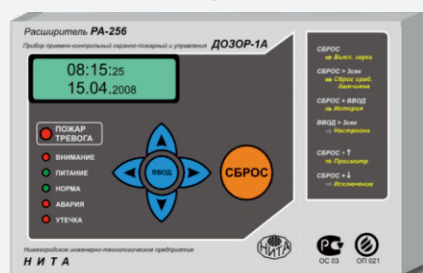 Расширитель РА-256
Прибор приемно-контрольный охранно-пожарный и управления ДОЗОР-1А
08:15:25
15.04.2008
ПОЖАР
ТРЕВОГА
ВНИМАНИЕ
ПИТАНИЕ
НОРМА
АВАРИЯ
УТЕЧКА
ВВОД
СБРОС
СБРОС
⇨ Выкл. звука
СБРОС > 3сек
⇨ Сброс сраб.
датчиков
СБРОС + ВВОД
⇨ История
ВВОД > 3сек
⇨ Настройка
СБРОС + ↑
⇨ Просмотр
СБРОС + ↓
⇨ Исключение
Нижегородское инженерно-технологическое предприятие
НИТА
НИТА
ОС 03
ОП 021